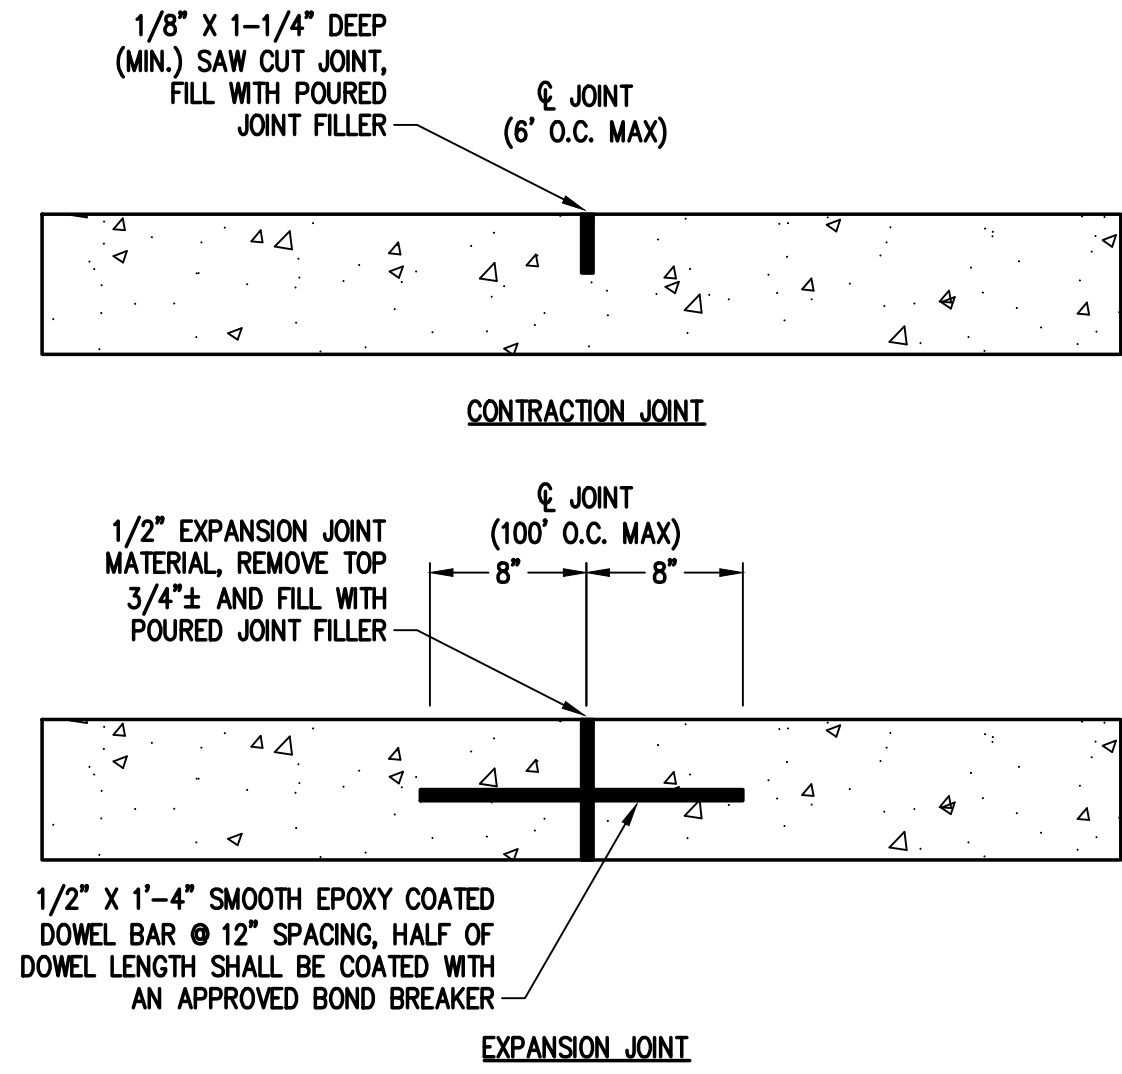 1/8" X 1-1/4" DEEP
(MIN.) SAW CUT JOINT,
FILL WITH POURED
JOINT FILLER
℄ JOINT
(6' O.C. MAX)
CONTRACTION JOINT
℄ JOINT
(100' O.C. MAX)
1/2" EXPANSION JOINT
MATERIAL, REMOVE TOP
3/4"± AND FILL WITH
POURED JOINT FILLER
8" 8"
1/2" X 1'-4" SMOOTH EPOXY COATED
DOWEL BAR @ 12" SPACING, HALF OF
DOWEL LENGTH SHALL BE COATED WITH
AN APPROVED BOND BREAKER
EXPANSION JOINT